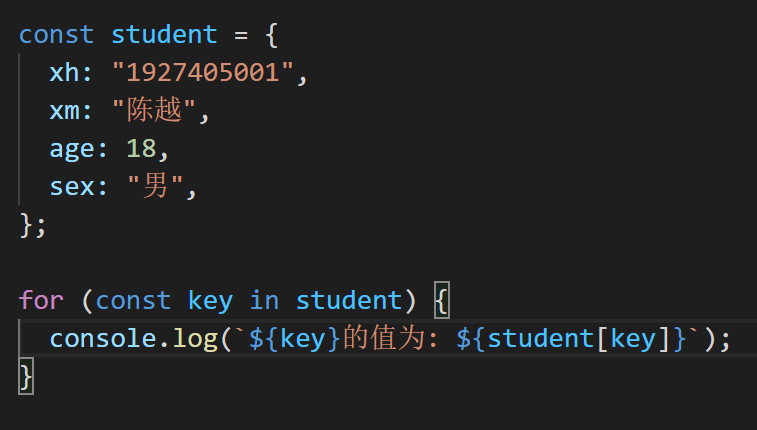 const student = {
  xh: "1927405001",
  xm: "陈越",
  age: 18,
  sex: "男",
};
for (const key in student) {
  console.log(`${key}的值为: ${student[key]}`);
}